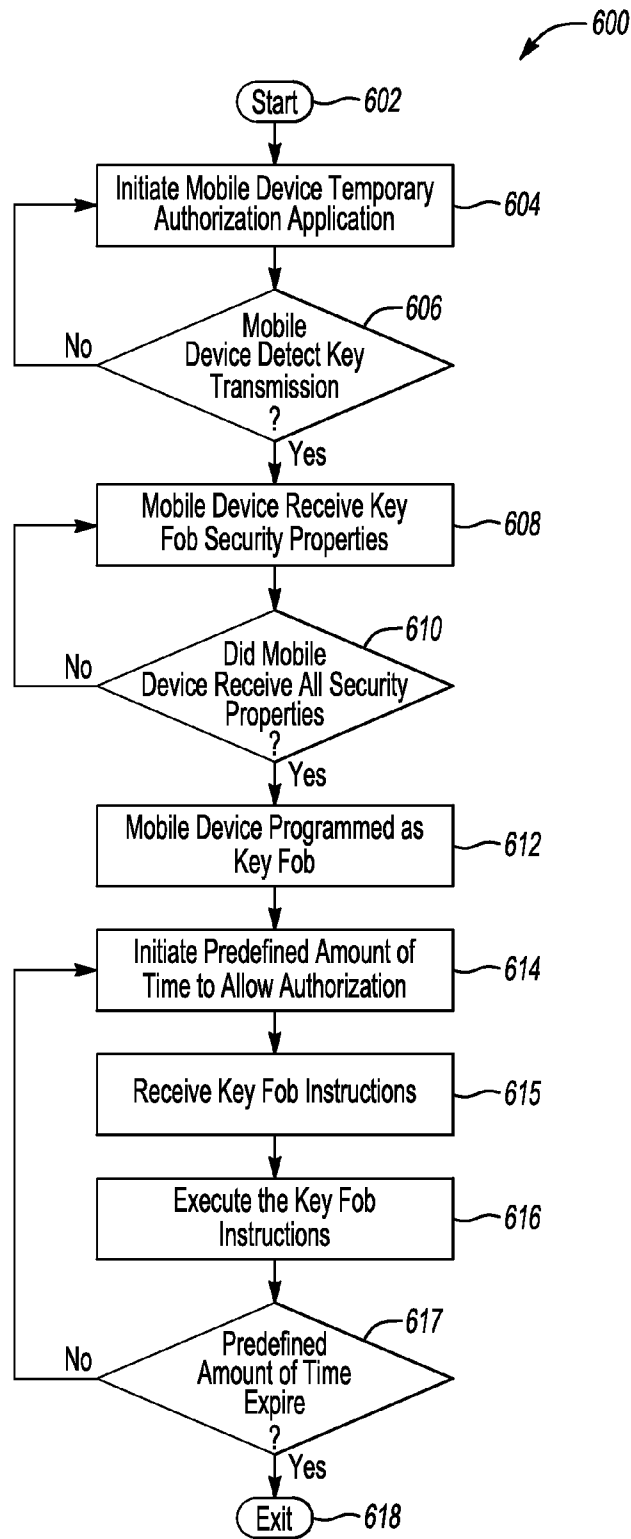 600
Start
602
Initiate Mobile Device Temporary
Authorization Application
604
606
Mobile
Device Detect Key
Transmission
?
No
Yes
Mobile Device Receive Key
Fob Security Properties
608
610
Did Mobile
Device Receive All Security
Properties
?
No
Yes
Mobile Device Programmed as
Key Fob
612
Initiate Predefined Amount of
Time to Allow Authorization
614
Receive Key Fob Instructions
615
Execute the Key Fob
Instructions
616
617
Predefined
Amount of Time
Expire
?
No
Yes
Exit
618